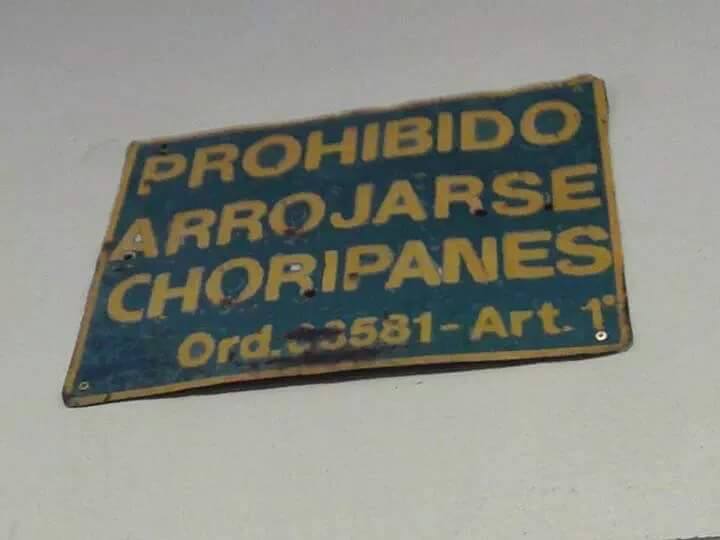 PROHIBIDO
ARROJARSE
CHORIPANES
Ord. - Art. 1°